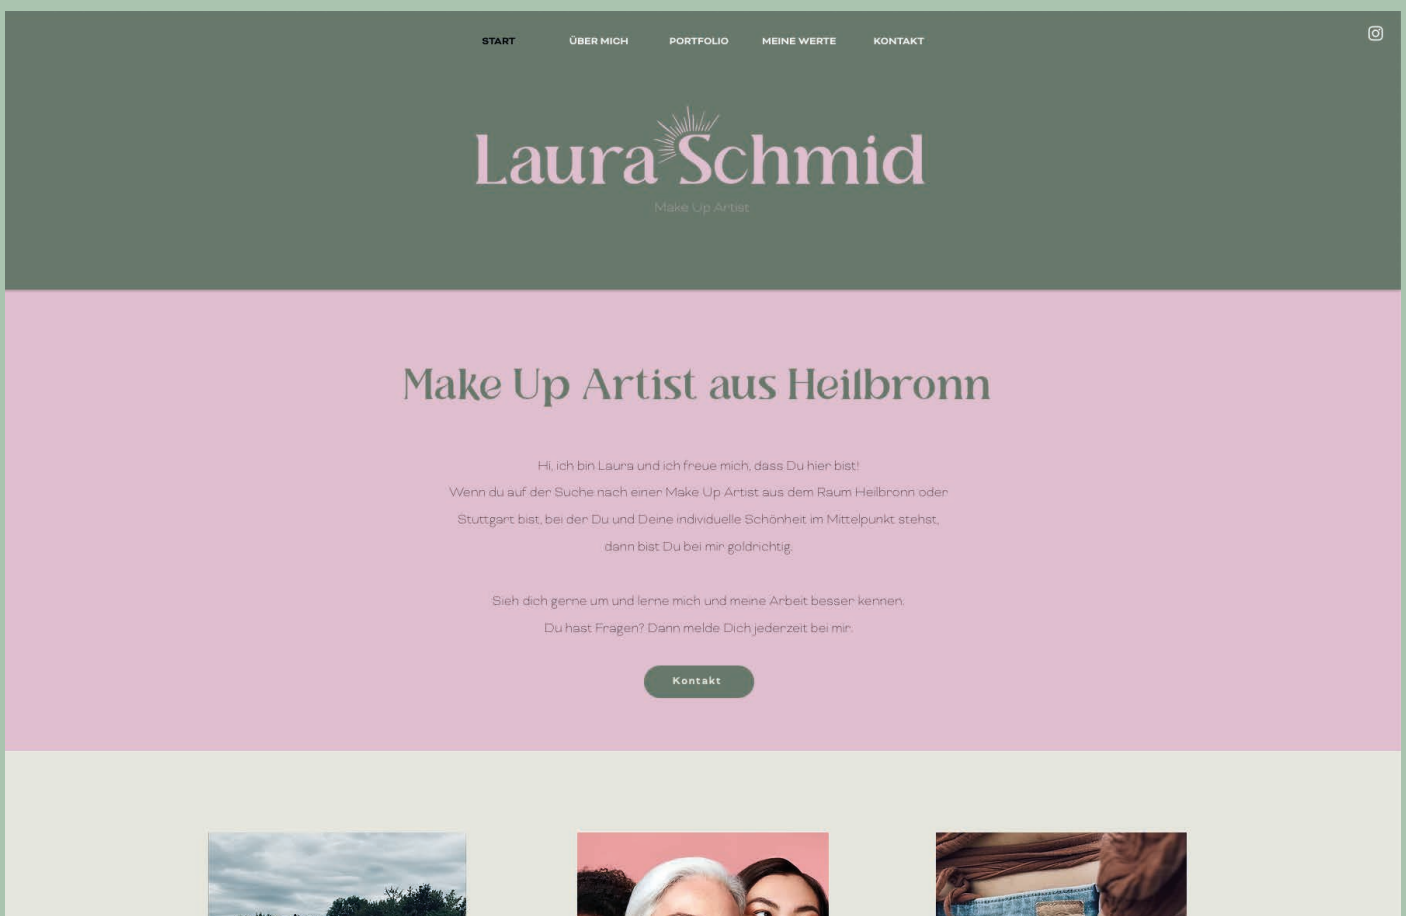 START ÜBER MICH PORTFOLIO MEINE WERTE KONTAKT
Laura Schmid
Make Up Artist
Make Up Artist aus Heilbronn
Hi, ich bin Laura und ich freue mich, dass Du hier bist!
Wenn du auf der Suche nach einer Make Up Artist aus dem Raum Heilbronn oder
Stuttgart bist, bei der Du und Deine individuelle Schönheit im Mittelpunkt stehst,
dann bist Du bei mir goldrichtig.
Sieh dich gerne um und lerne mich und meine Arbeit besser kennen.
Du hast Fragen? Dann melde Dich jederzeit bei mir.
Kontakt